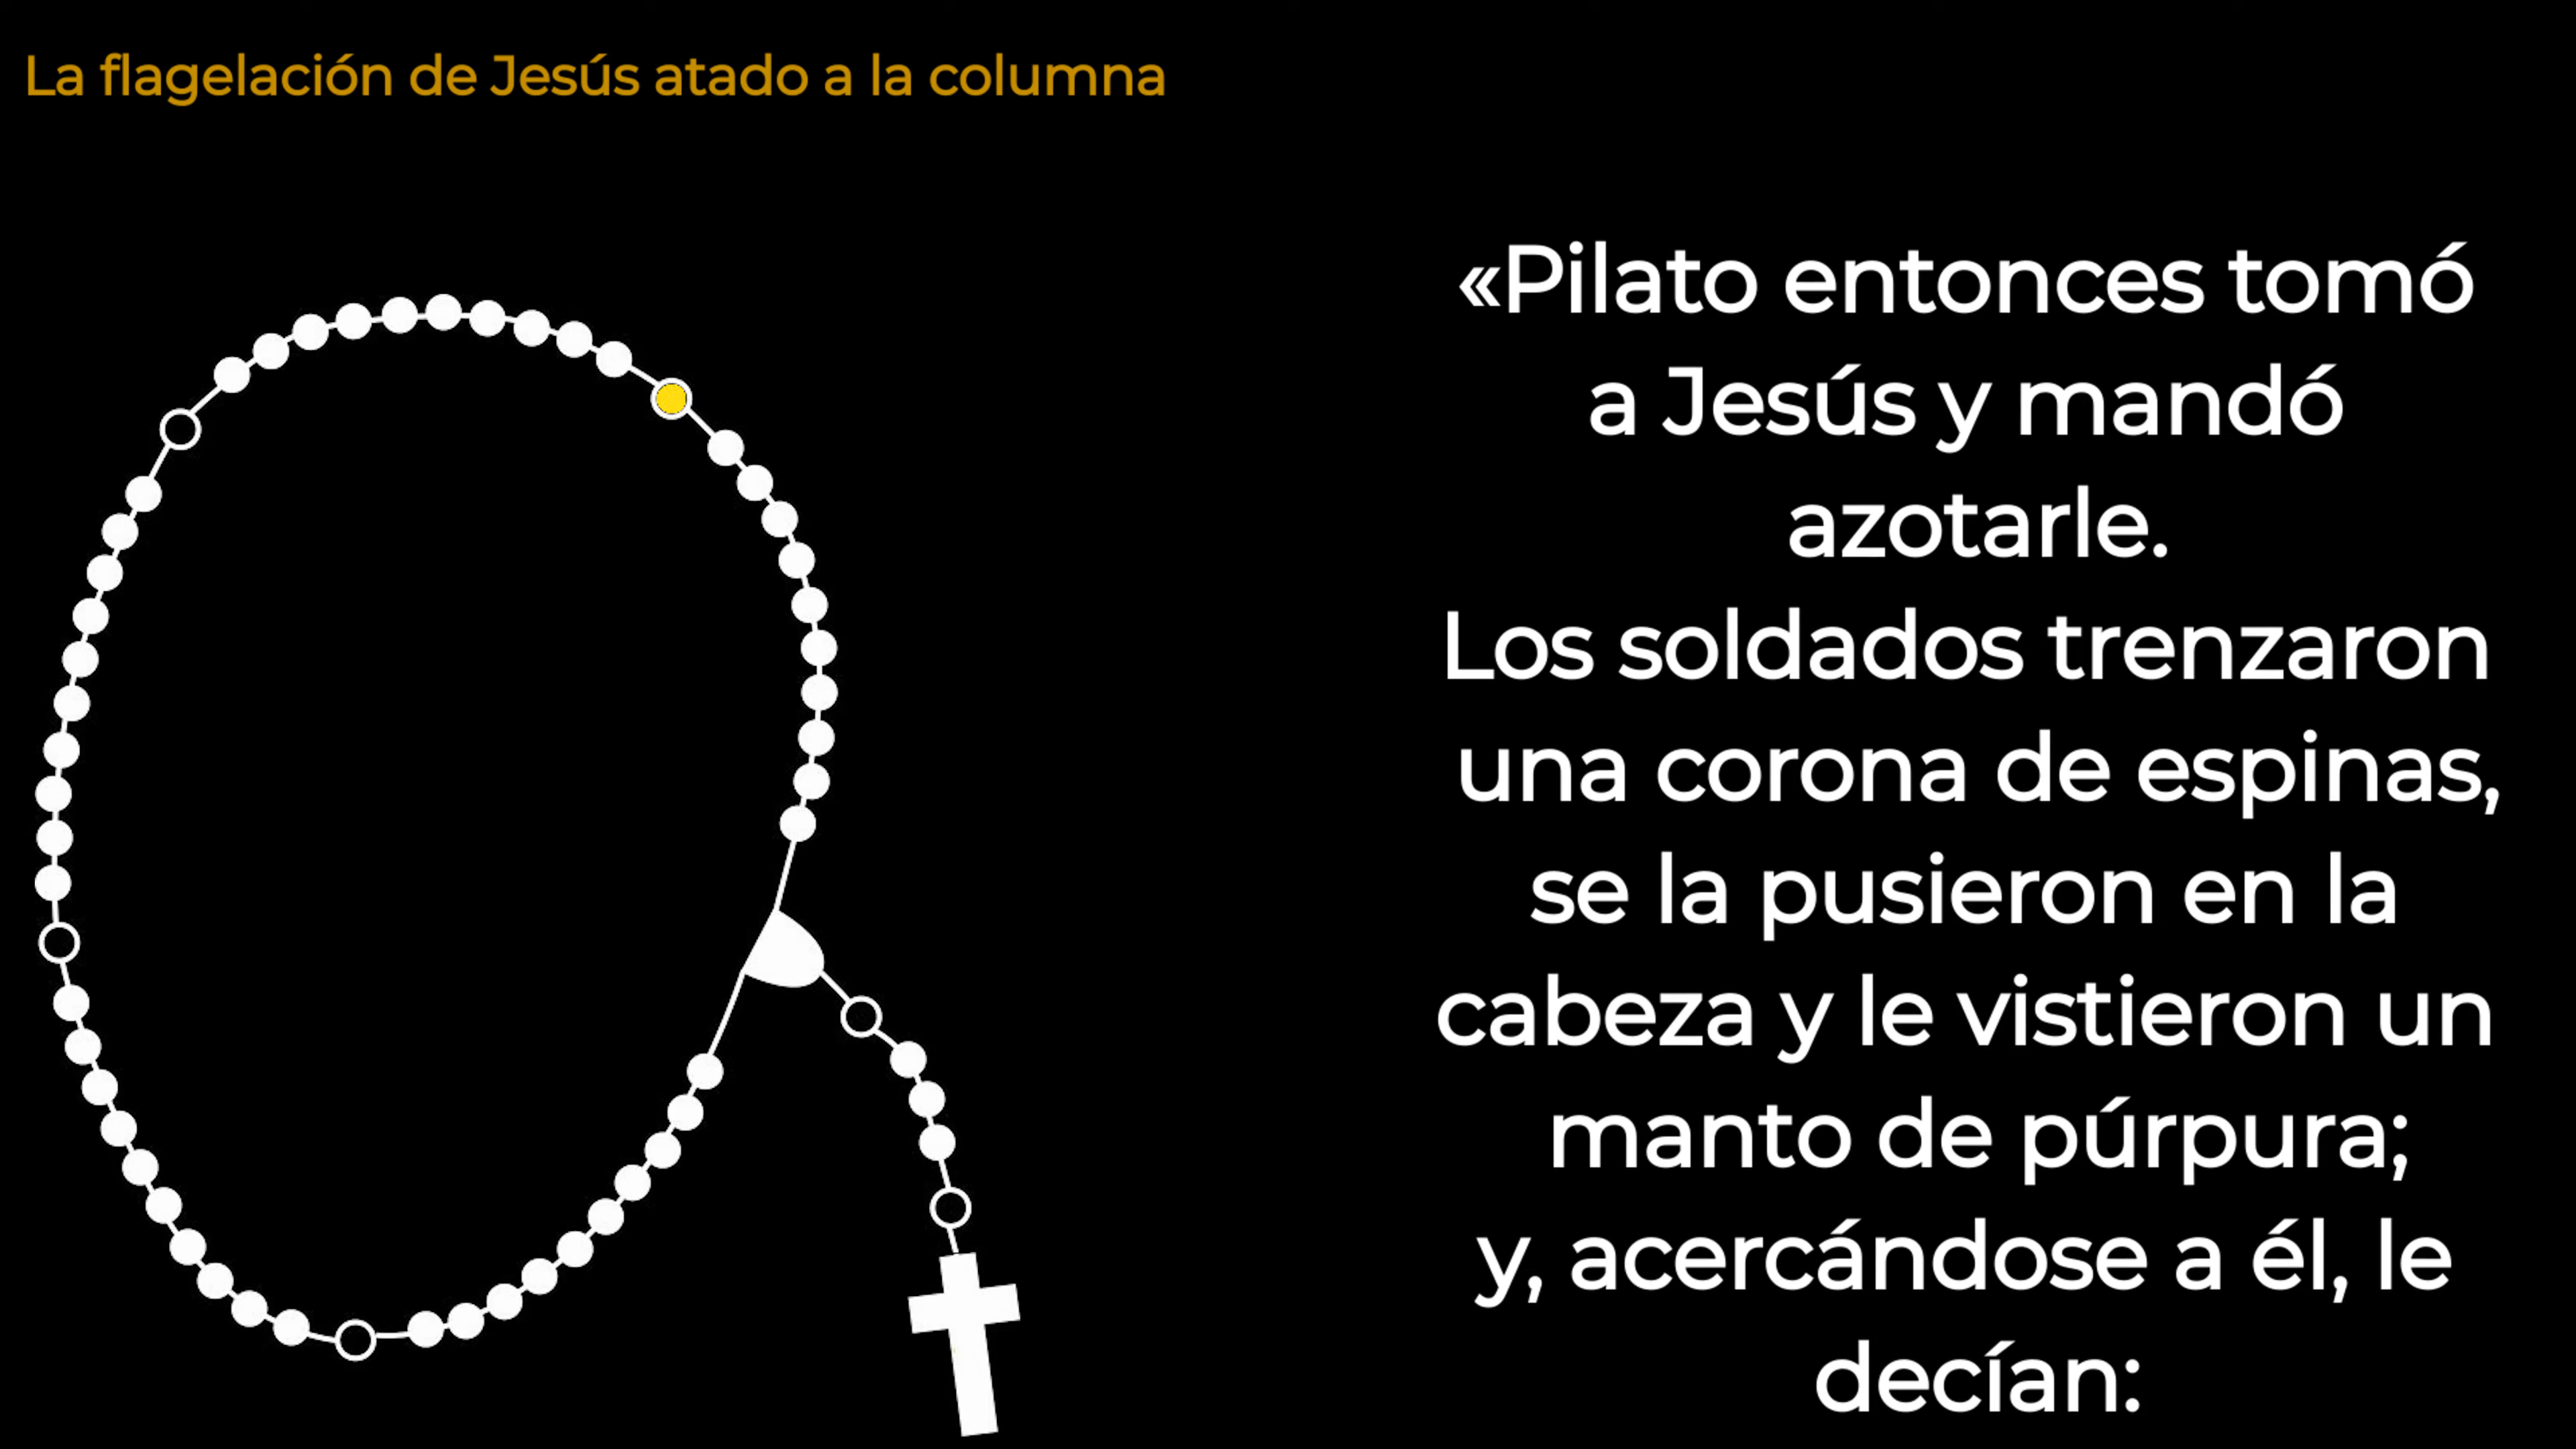 La flagelación de Jesús atado a la columna
«Pilato entonces tomó
a Jesús y mandó
azotarle.
Los soldados trenzaron
una corona de espinas,
se la pusieron en la
cabeza y le vistieron un
manto de púrpura;
y, acercándose a él, le
decían: